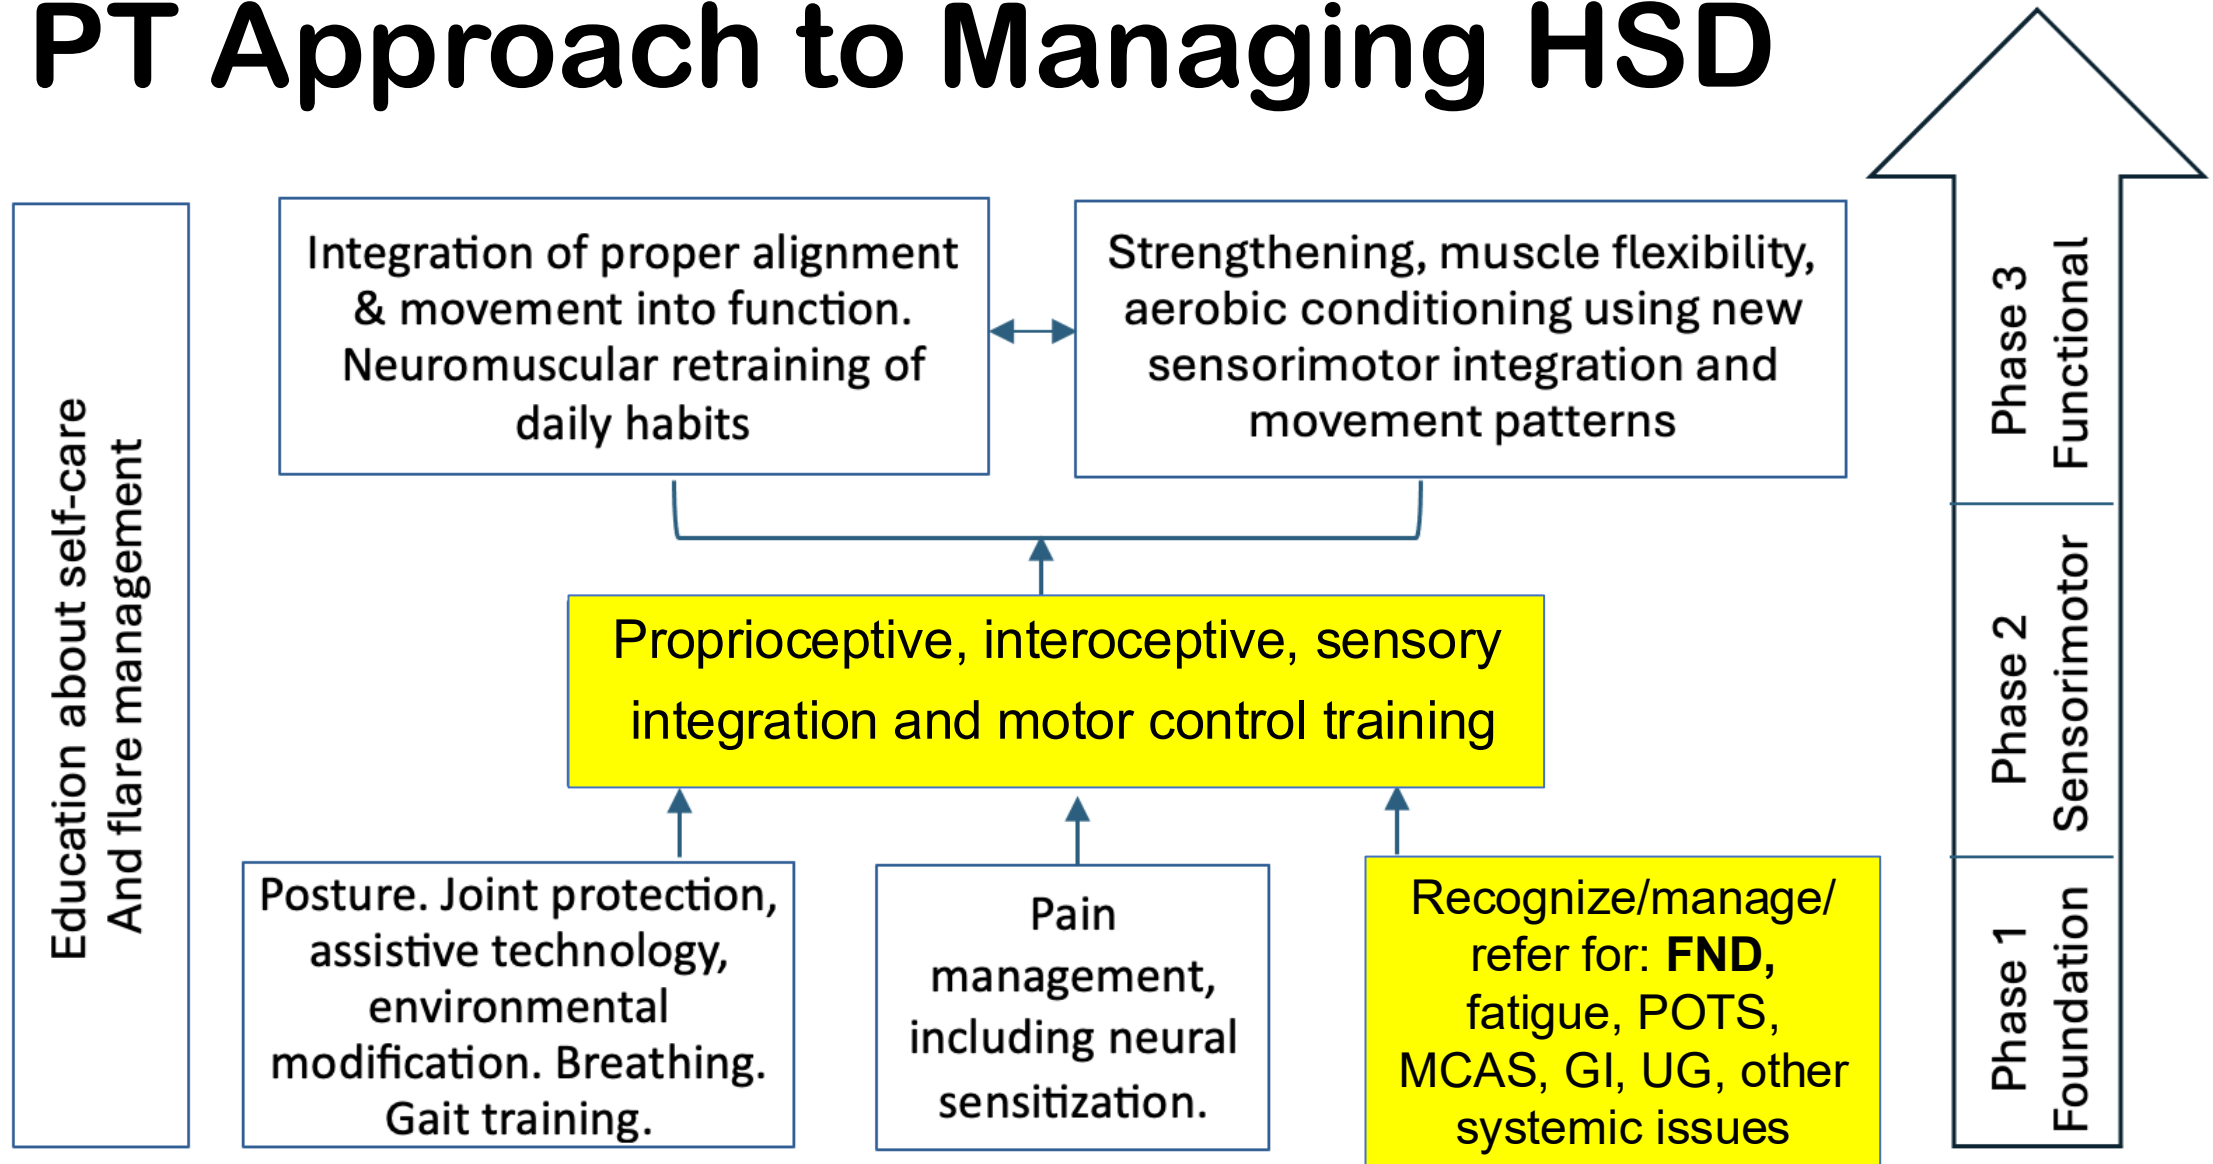 PT Approach to Managing HSD
Education about self-care
And flare management
Integration of proper alignment
& movement into function.
Neuromuscular retraining of
daily habits
Strengthening, muscle flexibility,
aerobic conditioning using new
sensorimotor integration and
movement patterns
Proprioceptive, interoceptive, sensory
integration and motor control training
Posture. Joint protection,
assistive technology,
environmental
modification. Breathing.
Gait training.
Pain
management,
including neural
sensitization.
Recognize/manage/
refer for: FND,
fatigue, POTS,
MCAS, GI, UG, other
systemic issues
Phase 3
Functional
Phase 2
Sensorimotor
Phase 1
Foundation